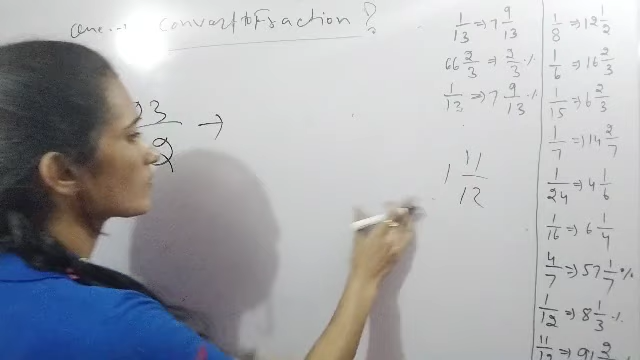 Convert to Fraction ?
1/13 ⇒ 7 9/13
66 2/3 ⇒ 2/3 %
1/13 ⇒ 7 9/13 %
1 11/12
1/8 ⇒ 12 1/2
1/6 ⇒ 16 2/3
1/15 ⇒ 6 2/3
1/7 ⇒ 14 2/7
1/24 ⇒ 4 1/6
1/16 ⇒ 6 1/4
4/7 ⇒ 57 1/7 %
1/12 ⇒ 8 1/3 %